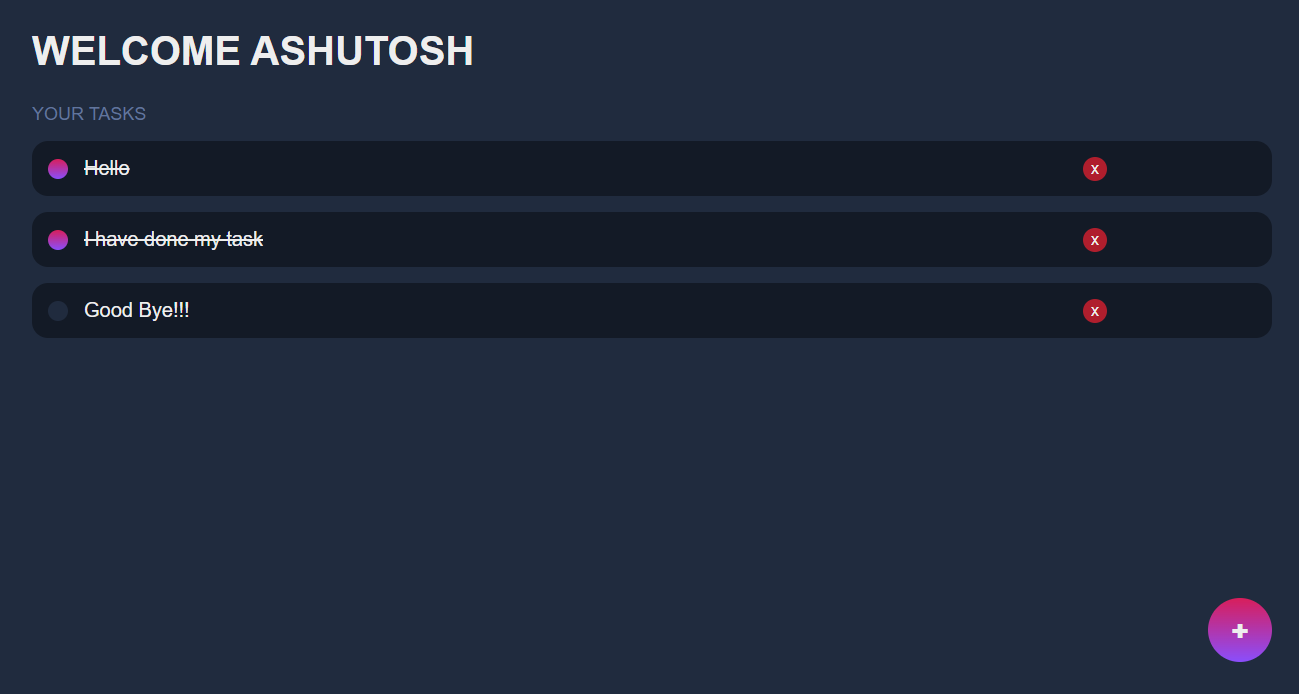 WELCOME ASHUTOSH
YOUR TASKS
Hello x
I have done my task x
Good Bye!!! x
+